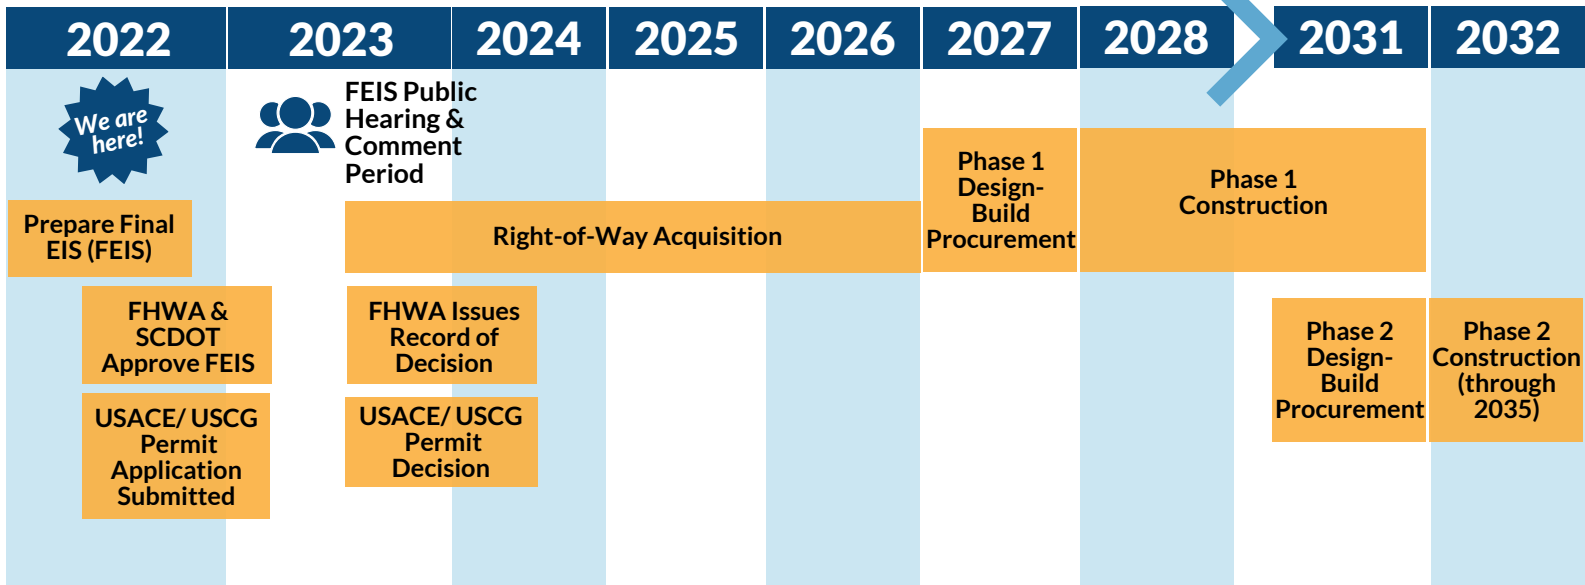 2022
2023
2024
2025
2026
2027
2028
2031
2032
We are
here!
FEIS Public
Hearing &
Comment
Period
Phase 1
Design-
Build
Procurement
Phase 1
Construction
Prepare Final
EIS (FEIS)
Right-of-Way Acquisition
FHWA &
SCDOT
Approve FEIS
FHWA Issues
Record of
Decision
Phase 2
Design-
Build
Procurement
Phase 2
Construction
(through
2035)
USACE/ USCG
Permit
Application
Submitted
USACE/ USCG
Permit
Decision